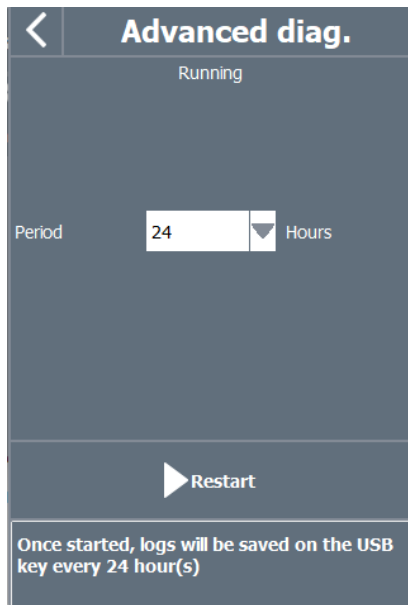 Advanced diag.
Running
Period 24 Hours
Restart
Once started, logs will be saved on the USB
key every 24 hour(s)